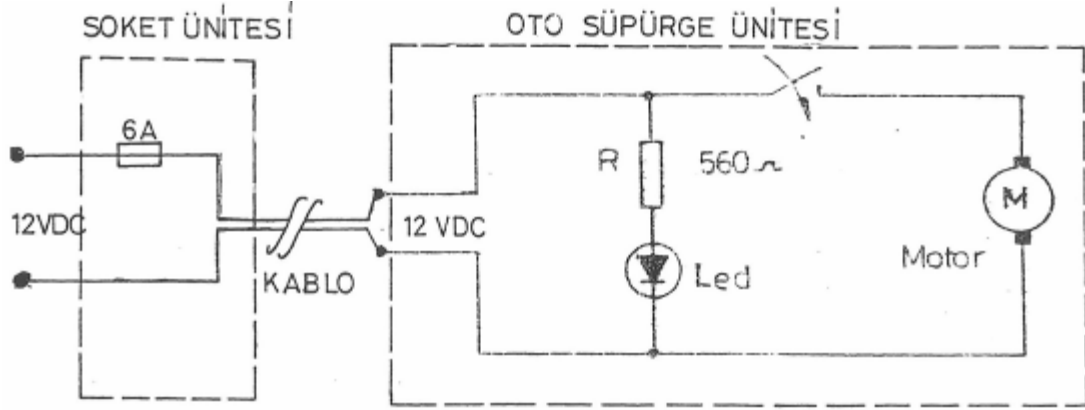 SOKET ÜNİTESİ
OTO SÜPÜRGE ÜNİTESİ
6A
R
560 Ω
M
12VDC
12 VDC
KABLO
Led
Motor